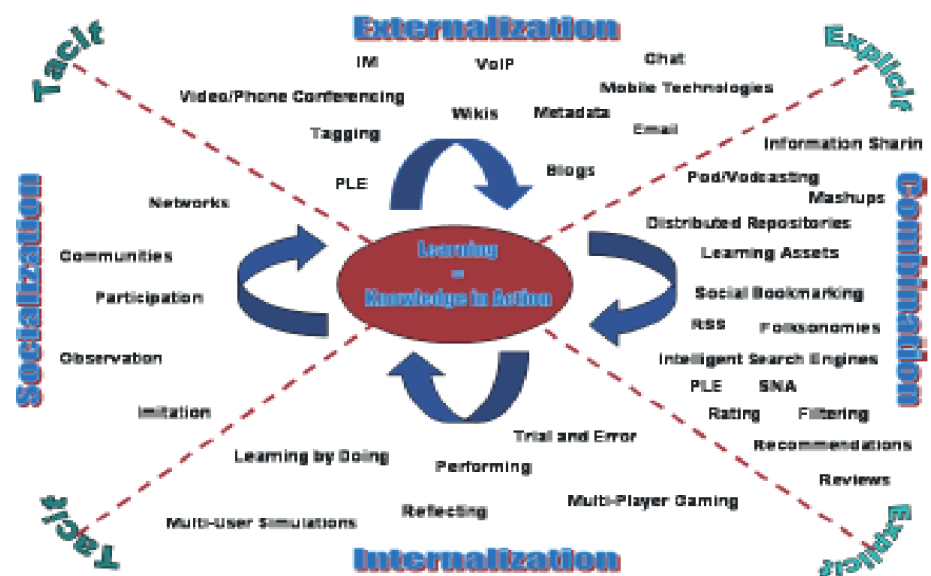 Externalization
Tacit
Explicit
IM
VoIP
Chat
Video/Phone Conferencing
Mobile Technologies
Wikis
Metadata
Tagging
Email
Information Sharin
Blogs
PLE
Pod/Vodcasting
Mashups
Networks
Distributed Repositories
Socialization
Combination
Communities
Learning
=
Knowledge in Action
Learning Assets
Participation
Social Bookmarking
RSS
Folksonomies
Observation
Intelligent Search Engines
PLE
SNA
Imitation
Rating
Filtering
Trial and Error
Recommendations
Learning by Doing
Performing
Reviews
Multi-Player Gaming
Reflecting
Multi-User Simulations
Tacit
Explicit
Internalization